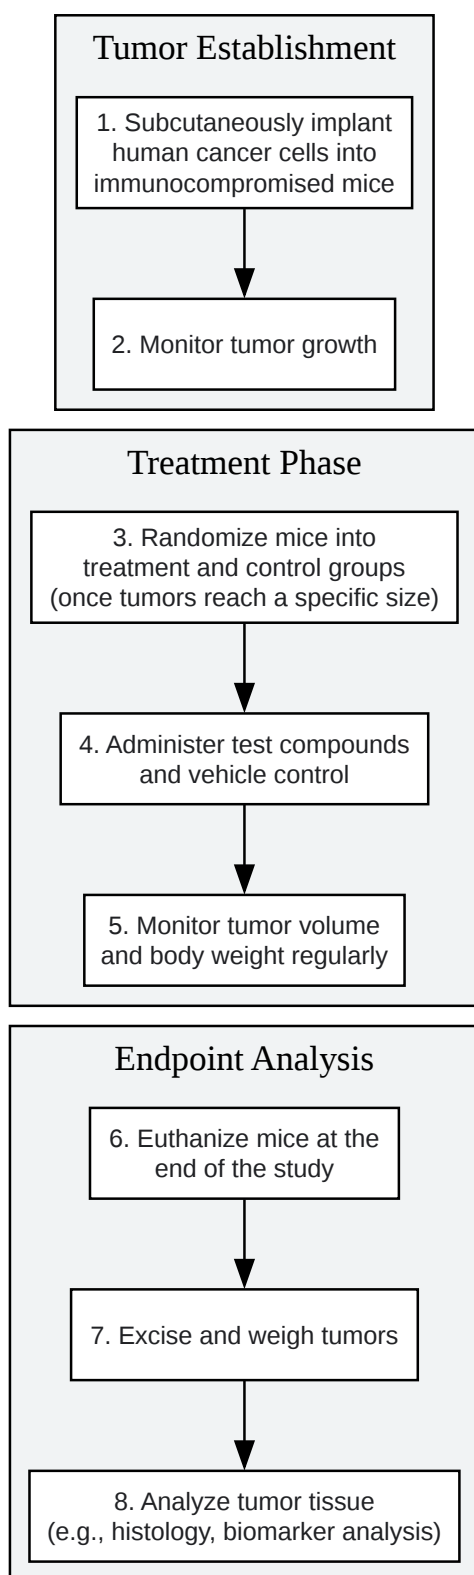 Tumor Establishment
1. Subcutaneously implant
human cancer cells into
immunocompromised mice
2. Monitor tumor growth
Treatment Phase
3. Randomize mice into
treatment and control groups
(once tumors reach a specific size)
4. Administer test compounds
and vehicle control
5. Monitor tumor volume
and body weight regularly
Endpoint Analysis
6. Euthanize mice at the
end of the study
7. Excise and weigh tumors
8. Analyze tumor tissue
(e.g., histology, biomarker analysis)